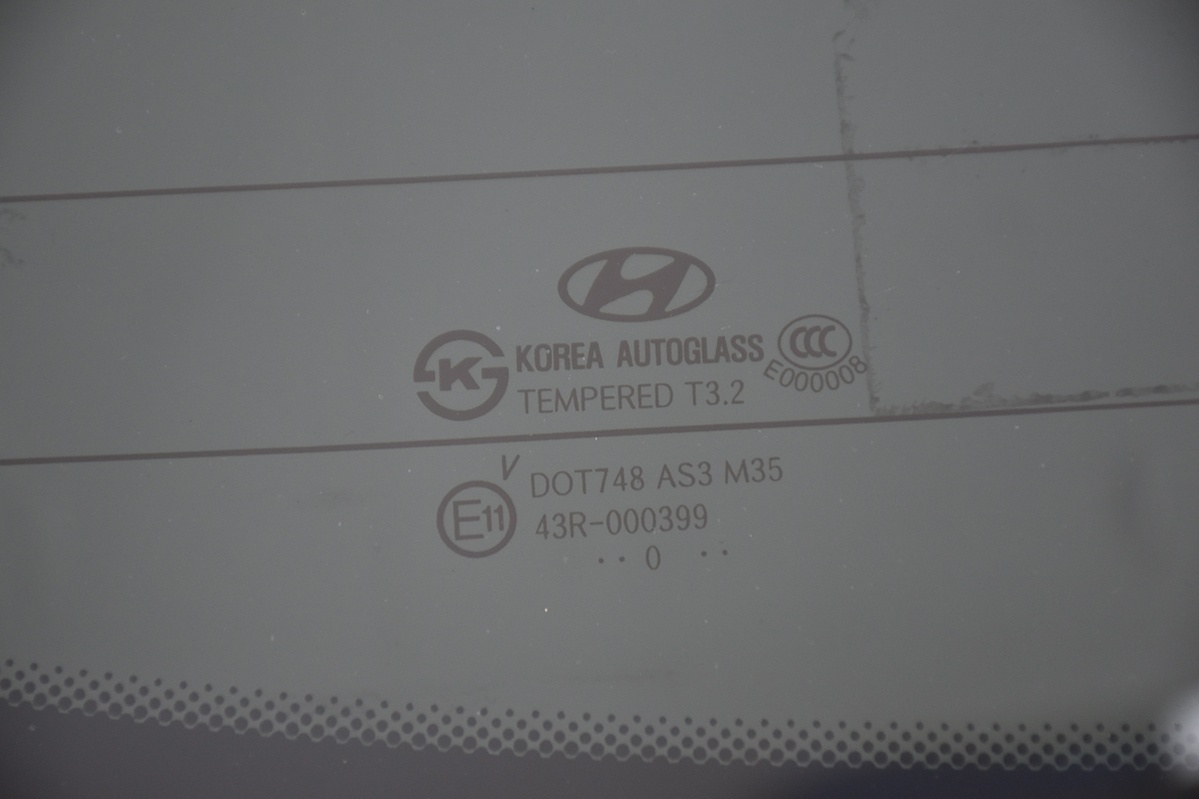 K KOREA AUTOGLASS CCC
TEMPERED T3.2 E000008
V DOT748 AS3 M35
E11 43R-000399
.. 0 ..